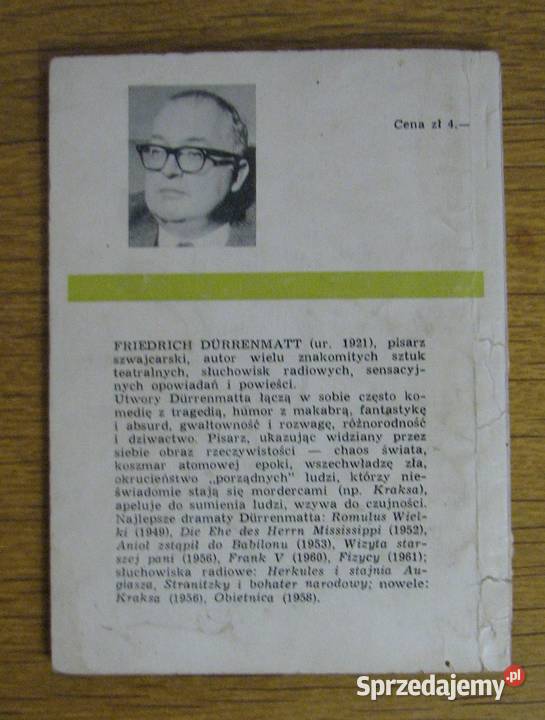 Cena zł 4.—
FRIEDRICH DÜRRENMATT (ur. 1921), pisarz
szwajcarski, autor wielu znakomitych sztuk
teatralnych, słuchowisk radiowych, sensacyj-
nych opowiadań i powieści.
Utwory Dürrenmatta łączą w sobie często ko-
medię z tragedią, humor z makabrą, fantastykę
i absurd, gwałtowność i rozwagę, różnorodność
i dziwactwo. Pisarz, ukazując widziany przez
siebie obraz rzeczywistości — chaos świata,
koszmar atomowej epoki, wszechwładzę zła,
okrucieństwo „porządnych" ludzi, którzy nie-
świadomie stają się mordercami (np. Kraksa),
apeluje do sumienia ludzi, wzywa do czujności.
Najlepsze dramaty Dürrenmatta: Romulus Wiel-
ki (1949), Die Ehe des Herrn Mississippi (1952),
Anioł zstąpił do Babilonu (1953), Wizyta star-
szej pani (1956), Frank V (1960), Fizycy (1961);
słuchowiska radiowe: Herkules i stajnia Au-
giasza, Stranitzky i bohater narodowy; nowele:
Kraksa (1956), Obietnica (1958).
Sprzedajemy.pl